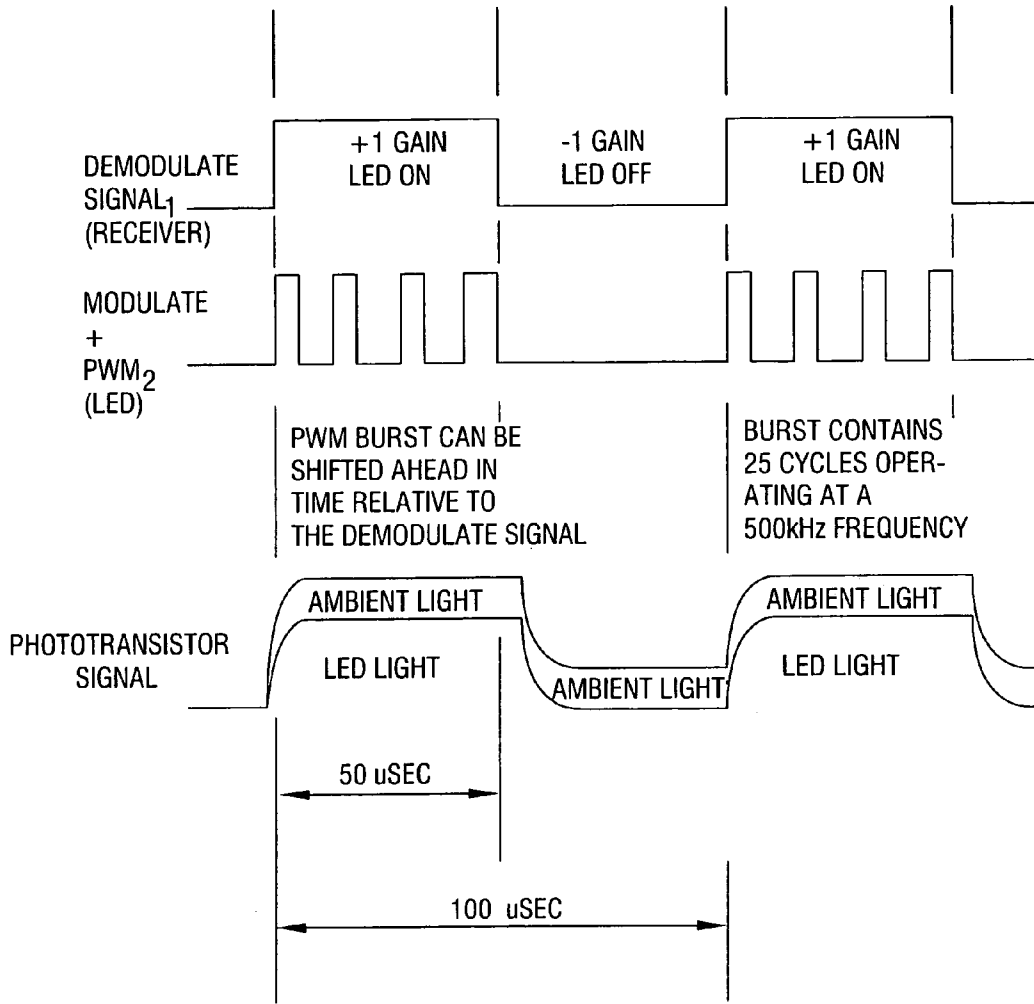 +1 GAIN
LED ON
-1 GAIN
LED OFF
+1 GAIN
LED ON
DEMODULATE
SIGNAL1
(RECEIVER)
MODULATE
+
PWM2
(LED)
PWM BURST CAN BE
SHIFTED AHEAD IN
TIME RELATIVE TO
THE DEMODULATE SIGNAL
BURST CONTAINS
25 CYCLES OPER-
ATING AT A
500kHz FREQUENCY
PHOTOTRANSISTOR
SIGNAL
AMBIENT LIGHT
LED LIGHT
AMBIENT LIGHT
AMBIENT LIGHT
LED LIGHT
50 uSEC
100 uSEC